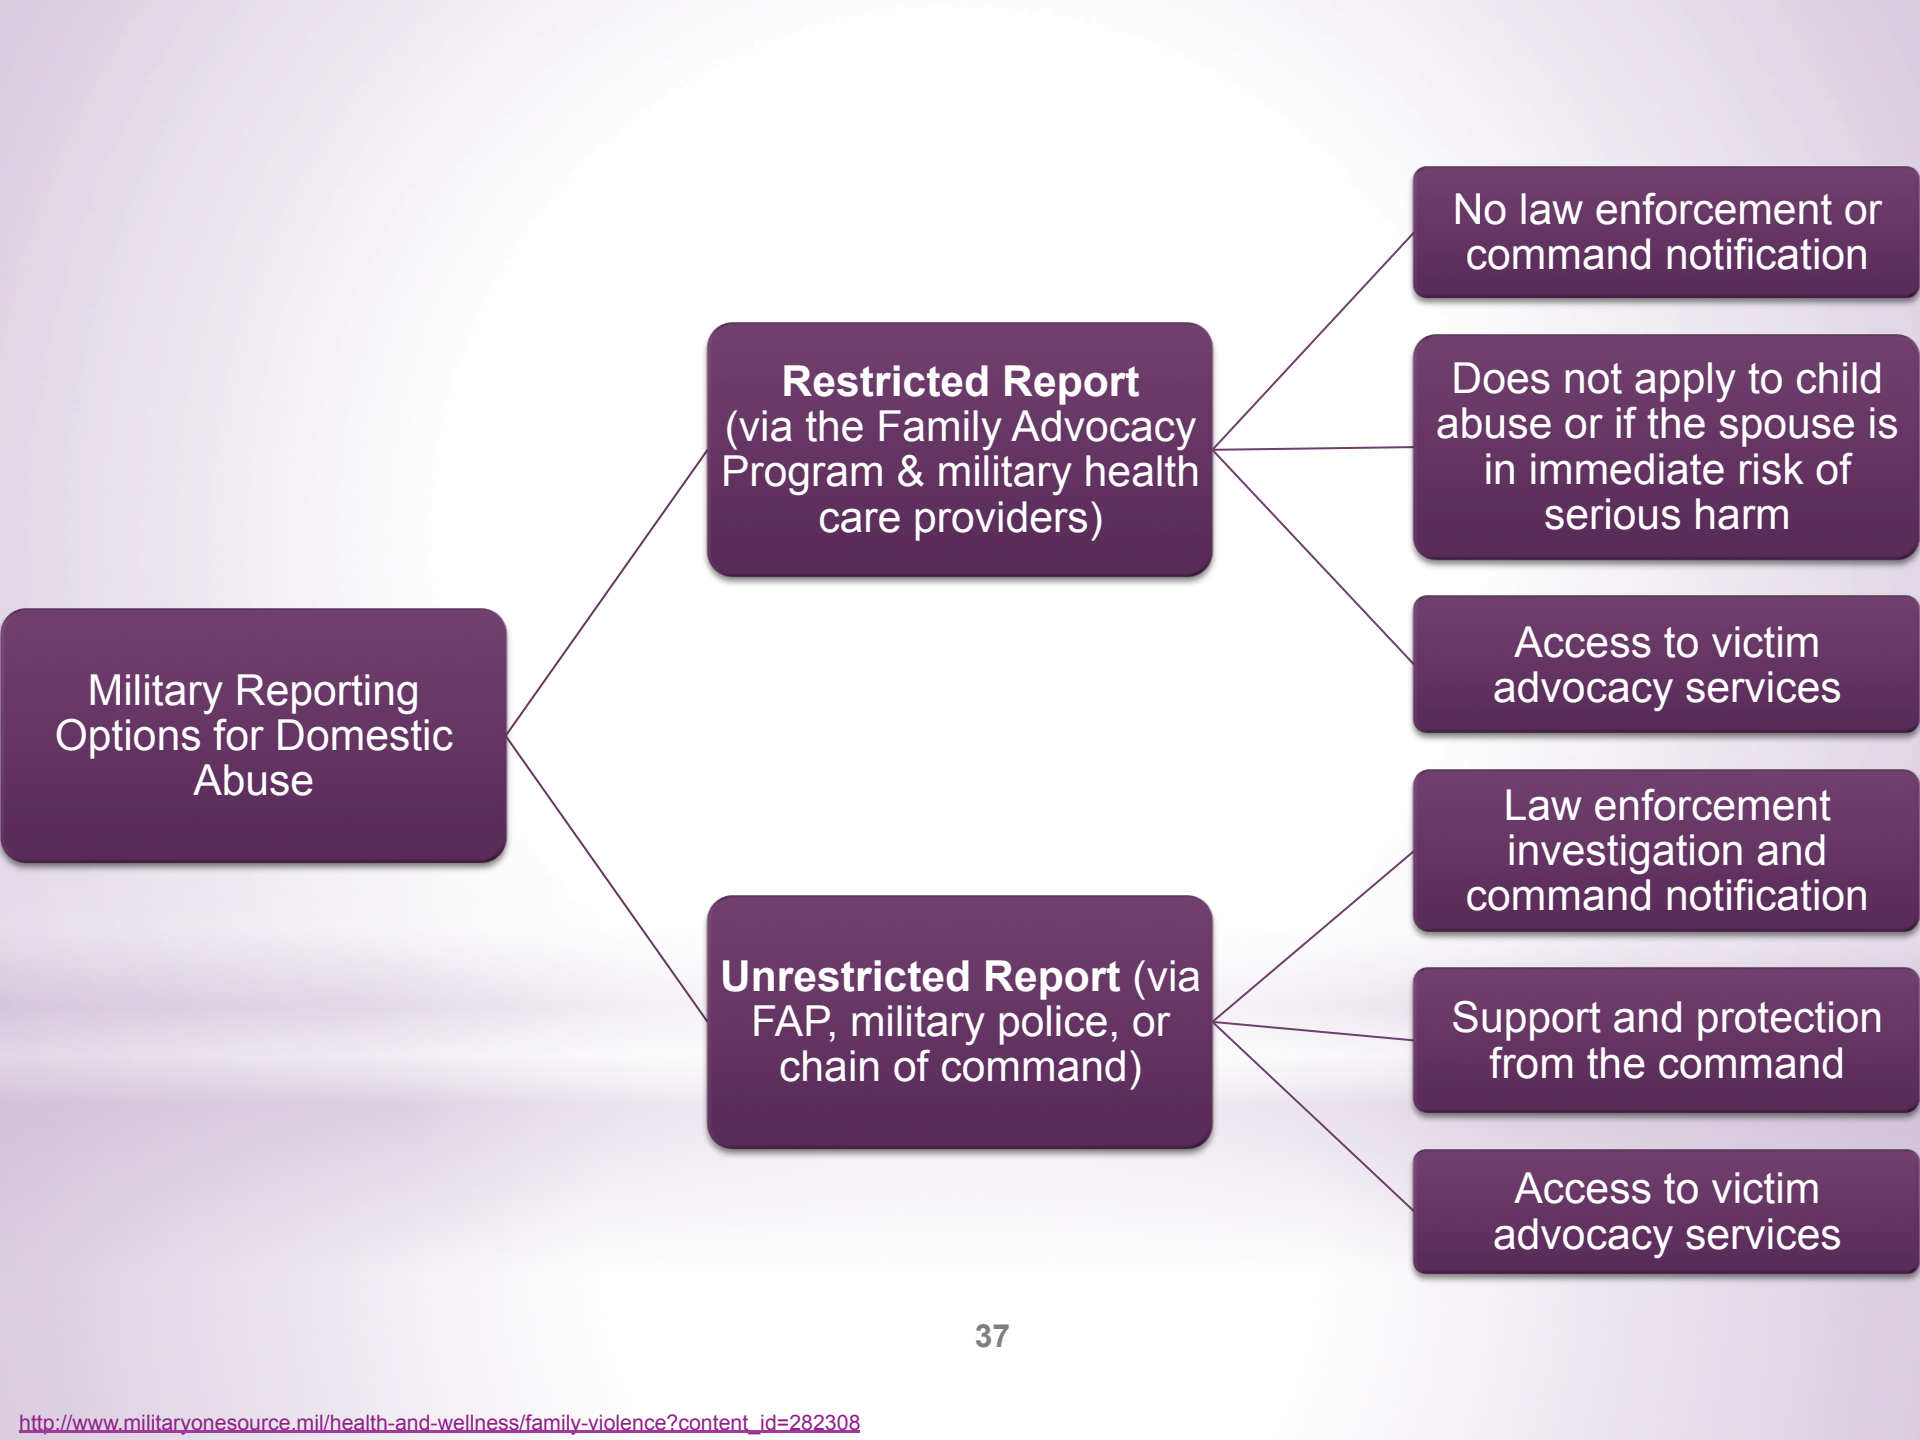 Military Reporting
Options for Domestic
Abuse
Restricted Report
(via the Family Advocacy
Program & military health
care providers)
No law enforcement or
command notification
Does not apply to child
abuse or if the spouse is
in immediate risk of
serious harm
Access to victim
advocacy services
Unrestricted Report (via
FAP, military police, or
chain of command)
Law enforcement
investigation and
command notification
Support and protection
from the command
Access to victim
advocacy services
37
http://www.militaryonesource.mil/health-and-wellness/family-violence?content_id=282308